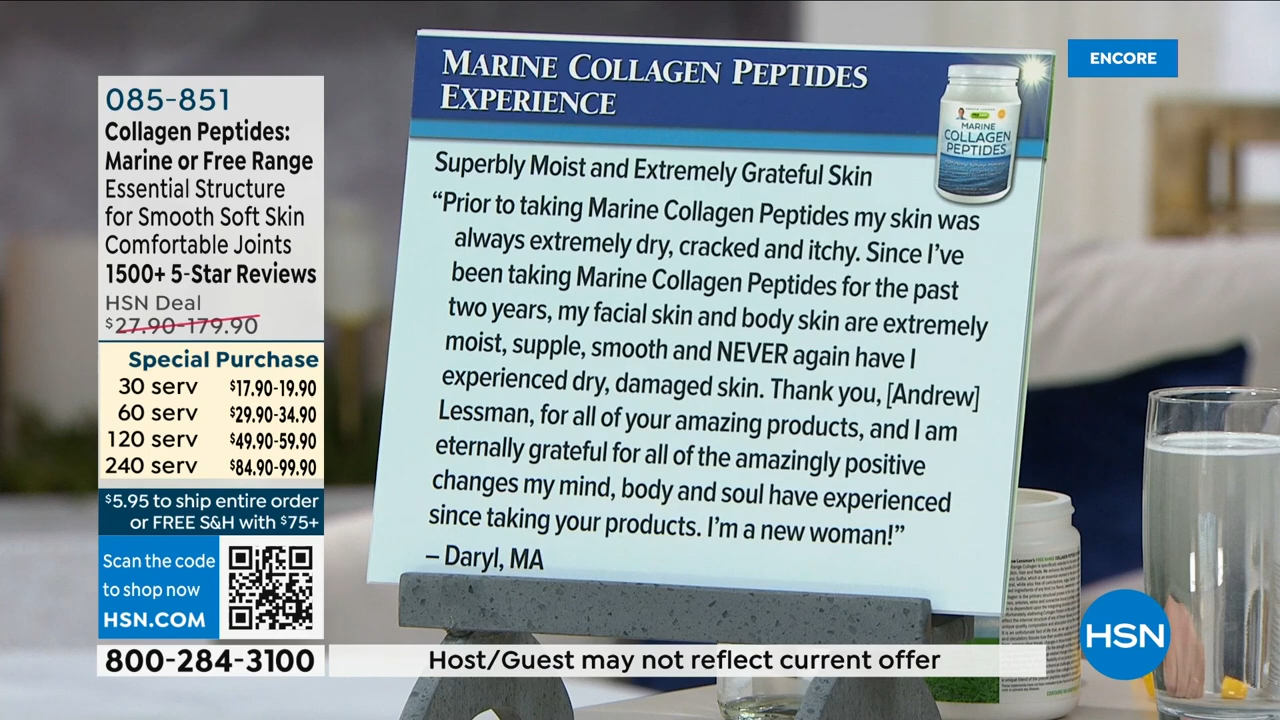 ENCORE
085-851
Collagen Peptides:
Marine or Free Range
Essential Structure
for Smooth Soft Skin
Comfortable Joints
1500+ 5-Star Reviews
HSN Deal
$27.90-179.90
Special Purchase
30 serv $17.90-19.90
60 serv $29.90-34.90
120 serv $49.90-59.90
240 serv $84.90-99.90
$5.95 to ship entire order
or FREE S&H with $75+
Scan the code
to shop now
HSN.COM
800-284-3100
Host/Guest may not reflect current offer
HSN
MARINE COLLAGEN PEPTIDES
EXPERIENCE
MARINE
COLLAGEN
PEPTIDES
Superbly Moist and Extremely Grateful Skin
“Prior to taking Marine Collagen Peptides my skin was
always extremely dry, cracked and itchy. Since I’ve
been taking Marine Collagen Peptides for the past
two years, my facial skin and body skin are extremely
moist, supple, smooth and NEVER again have I
experienced dry, damaged skin. Thank you, [Andrew]
Lessman, for all of your amazing products, and I am
eternally grateful for all of the amazingly positive
changes my mind, body and soul have experienced
since taking your products. I’m a new woman!”
– Daryl, MA